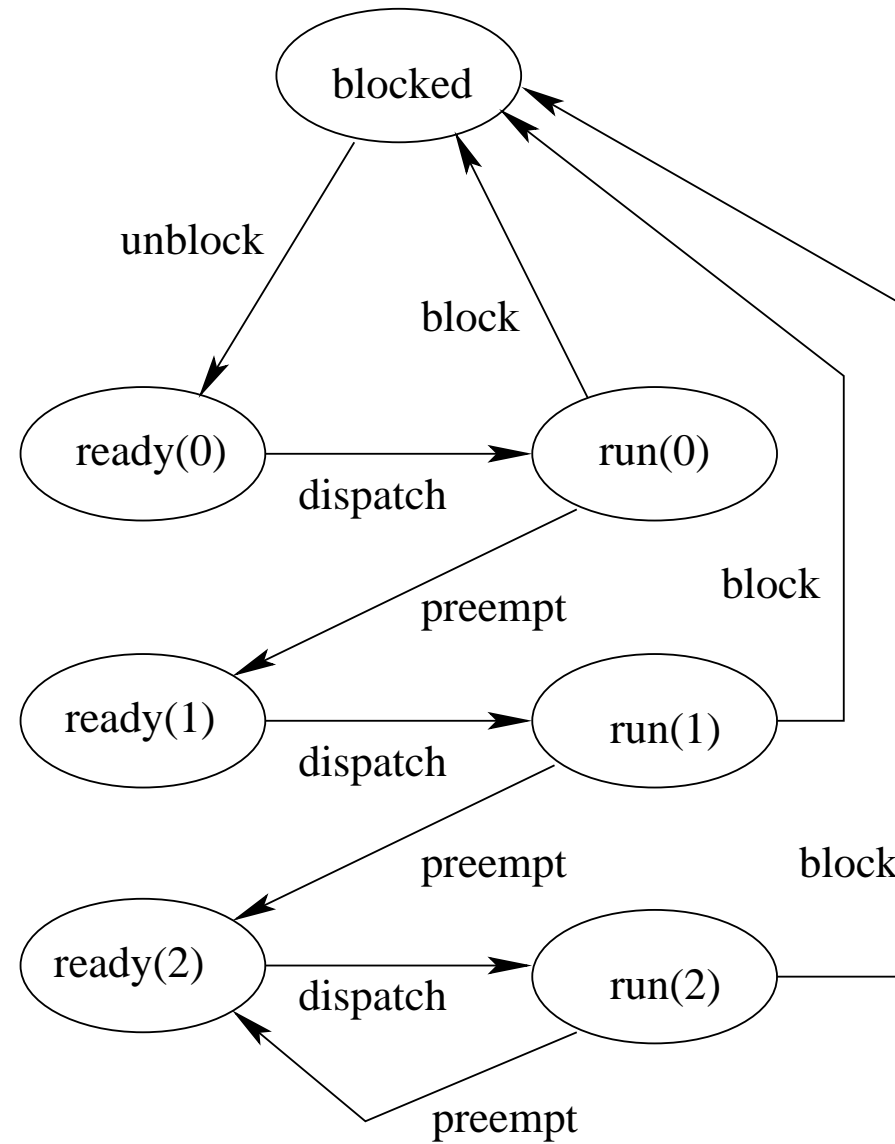 blocked
unblock
block
ready(0)
run(0)
dispatch
preempt
block
ready(1)
run(1)
dispatch
preempt
block
ready(2)
run(2)
dispatch
preempt